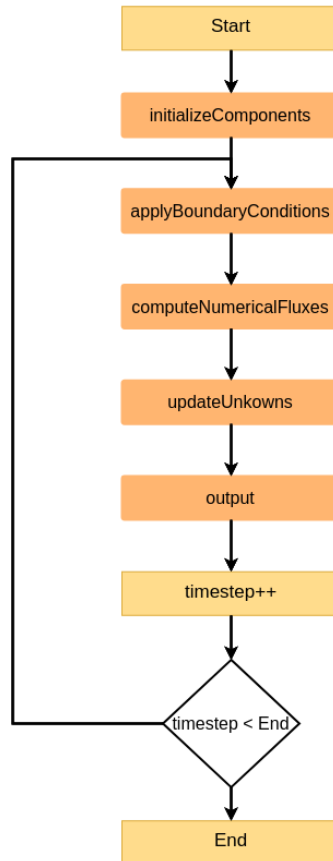 Start
initializeComponents
applyBoundaryConditions
computeNumericalFluxes
updateUnkowns
output
timestep++
timestep < End
End